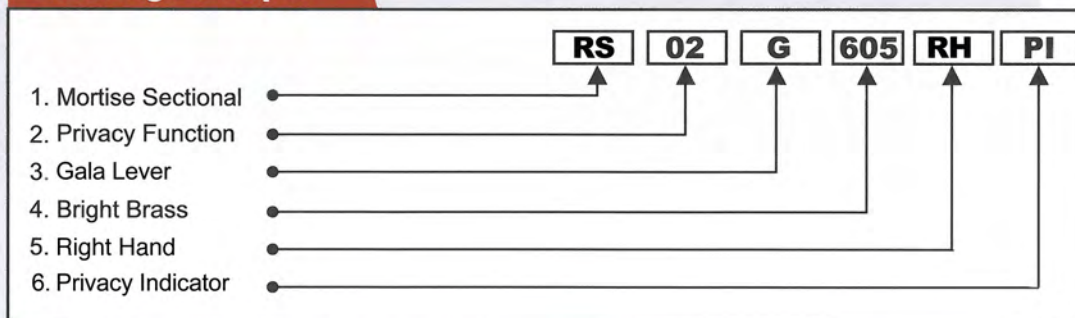 RS 02 G 605 RH PI
1. Mortise Sectional
2. Privacy Function
3. Gala Lever
4. Bright Brass
5. Right Hand
6. Privacy Indicator